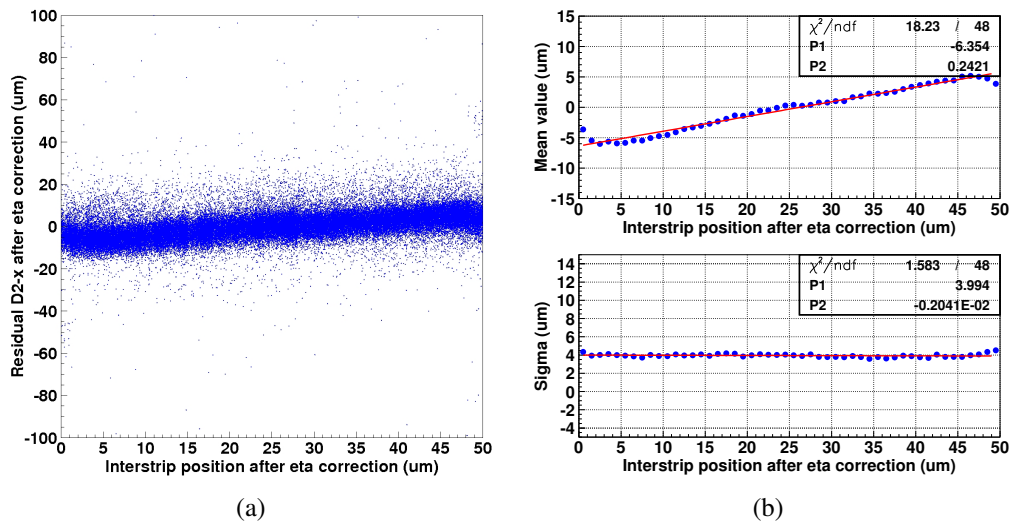 Residual D2-x after eta correction (um)
100
80
60
40
20
0
-20
-40
-60
-80
-100
0 5 10 15 20 25 30 35 40 45 50
Interstrip position after eta correction (um)
(a)
Mean value (um)
15
10
5
0
-5
-10
-15
χ²/ndf 18.23 / 48
P1 -6.354
P2 0.2421
0 5 10 15 20 25 30 35 40 45 50
Interstrip position after eta correction (um)
Sigma (um)
14
12
10
8
6
4
2
0
-2
-4
χ²/ndf 1.583 / 48
P1 3.994
P2 -0.2041E-02
0 5 10 15 20 25 30 35 40 45 50
Interstrip position after eta correction (um)
(b)